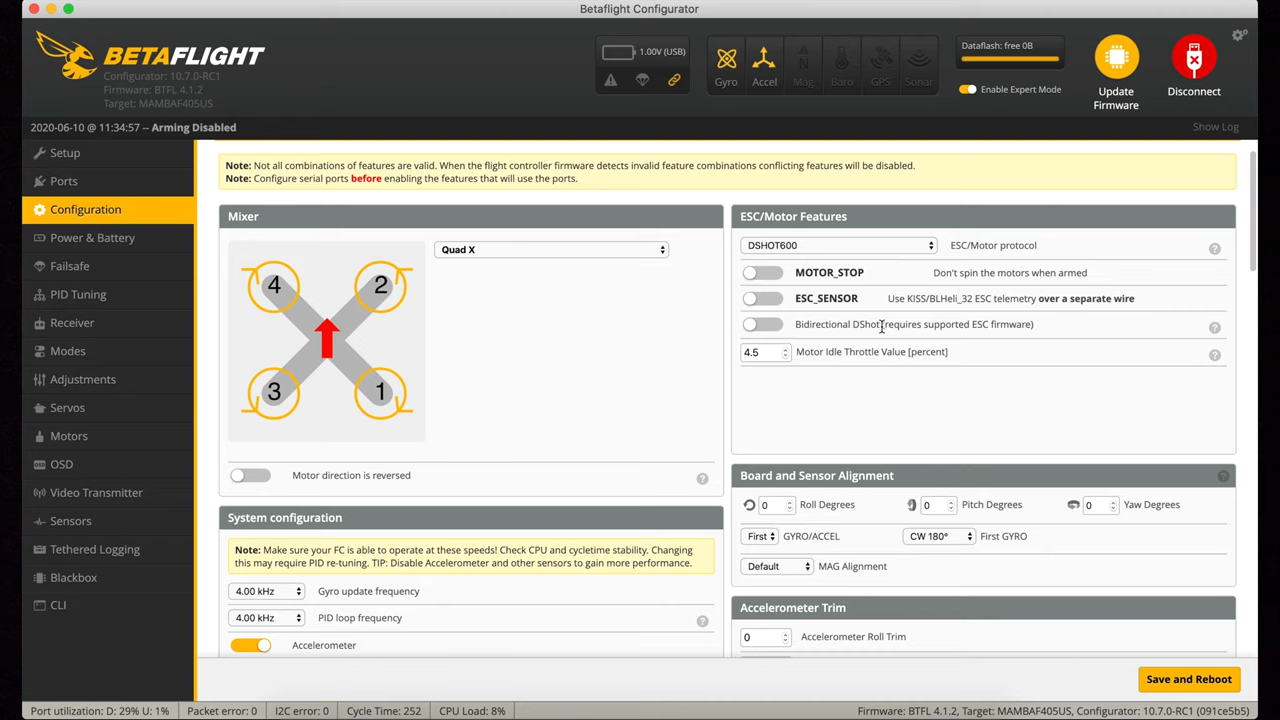 Betaflight Configurator
BETAFLIGHT
Configurator: 10.7.0-RC1
Firmware: BTFL 4.1.2
Target: MAMBAF405US
1.00V (USB)
Gyro
Accel
Mag
Baro
GPS
Sonar
Dataflash: free 0B
Enable Expert Mode
Update
Firmware
Disconnect
2020-06-10 @ 11:34:57 -- Arming Disabled
Show Log
Setup
Ports
Configuration
Power & Battery
Failsafe
PID Tuning
Receiver
Modes
Adjustments
Servos
Motors
OSD
Video Transmitter
Sensors
Tethered Logging
Blackbox
CLI
Note: Not all combinations of features are valid. When the flight controller firmware detects invalid feature combinations conflicting features will be disabled.
Note: Configure serial ports before enabling the features that will use the ports.
Mixer
Quad X
4 2
3 1
Motor direction is reversed ?
System configuration
Note: Make sure your FC is able to operate at these speeds! Check CPU and cycletime stability. Changing
this may require PID re-tuning. TIP: Disable Accelerometer and other sensors to gain more performance.
4.00 kHz Gyro update frequency
4.00 kHz PID loop frequency ?
Accelerometer
ESC/Motor Features
DSHOT600 ESC/Motor protocol ?
MOTOR_STOP Don't spin the motors when armed
ESC_SENSOR Use KISS/BLHeli_32 ESC telemetry over a separate wire
Bidirectional DShot (requires supported ESC firmware) ?
4.5 Motor Idle Throttle Value [percent] ?
Board and Sensor Alignment ?
0 Roll Degrees 0 Pitch Degrees 0 Yaw Degrees
First GYRO/ACCEL CW 180° First GYRO
Default MAG Alignment
Accelerometer Trim
0 Accelerometer Roll Trim
Save and Reboot
Port utilization: D: 29% U: 1% Packet error: 0 I2C error: 0 Cycle Time: 252 CPU Load: 8% Firmware: BTFL 4.1.2, Target: MAMBAF405US, Configurator: 10.7.0-RC1 (091ce5b5)